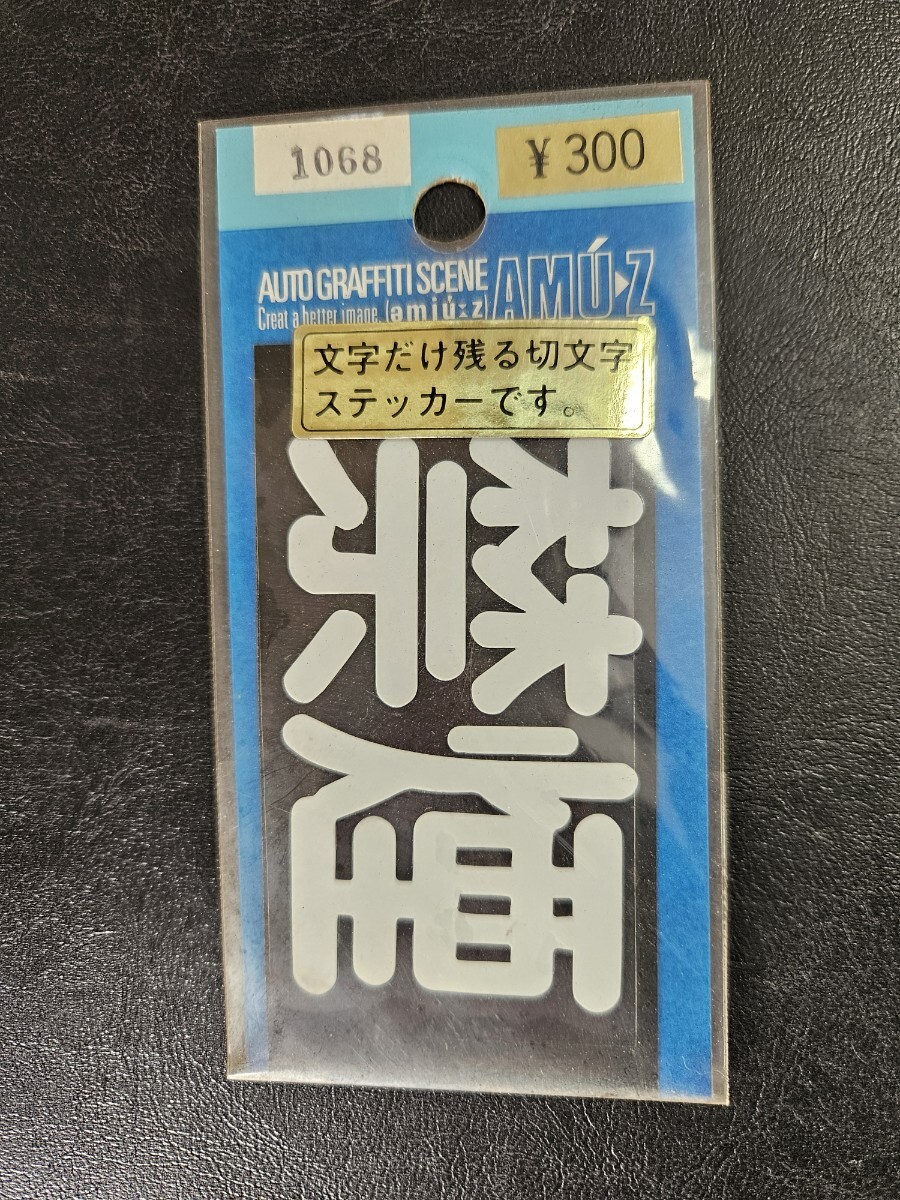 1068
¥300
AUTO GRAFFITI SCENE
Creat a better image. [əmjú:z]
AMÚ-Z
文字だけ残る切文字
ステッカーです。
禁煙